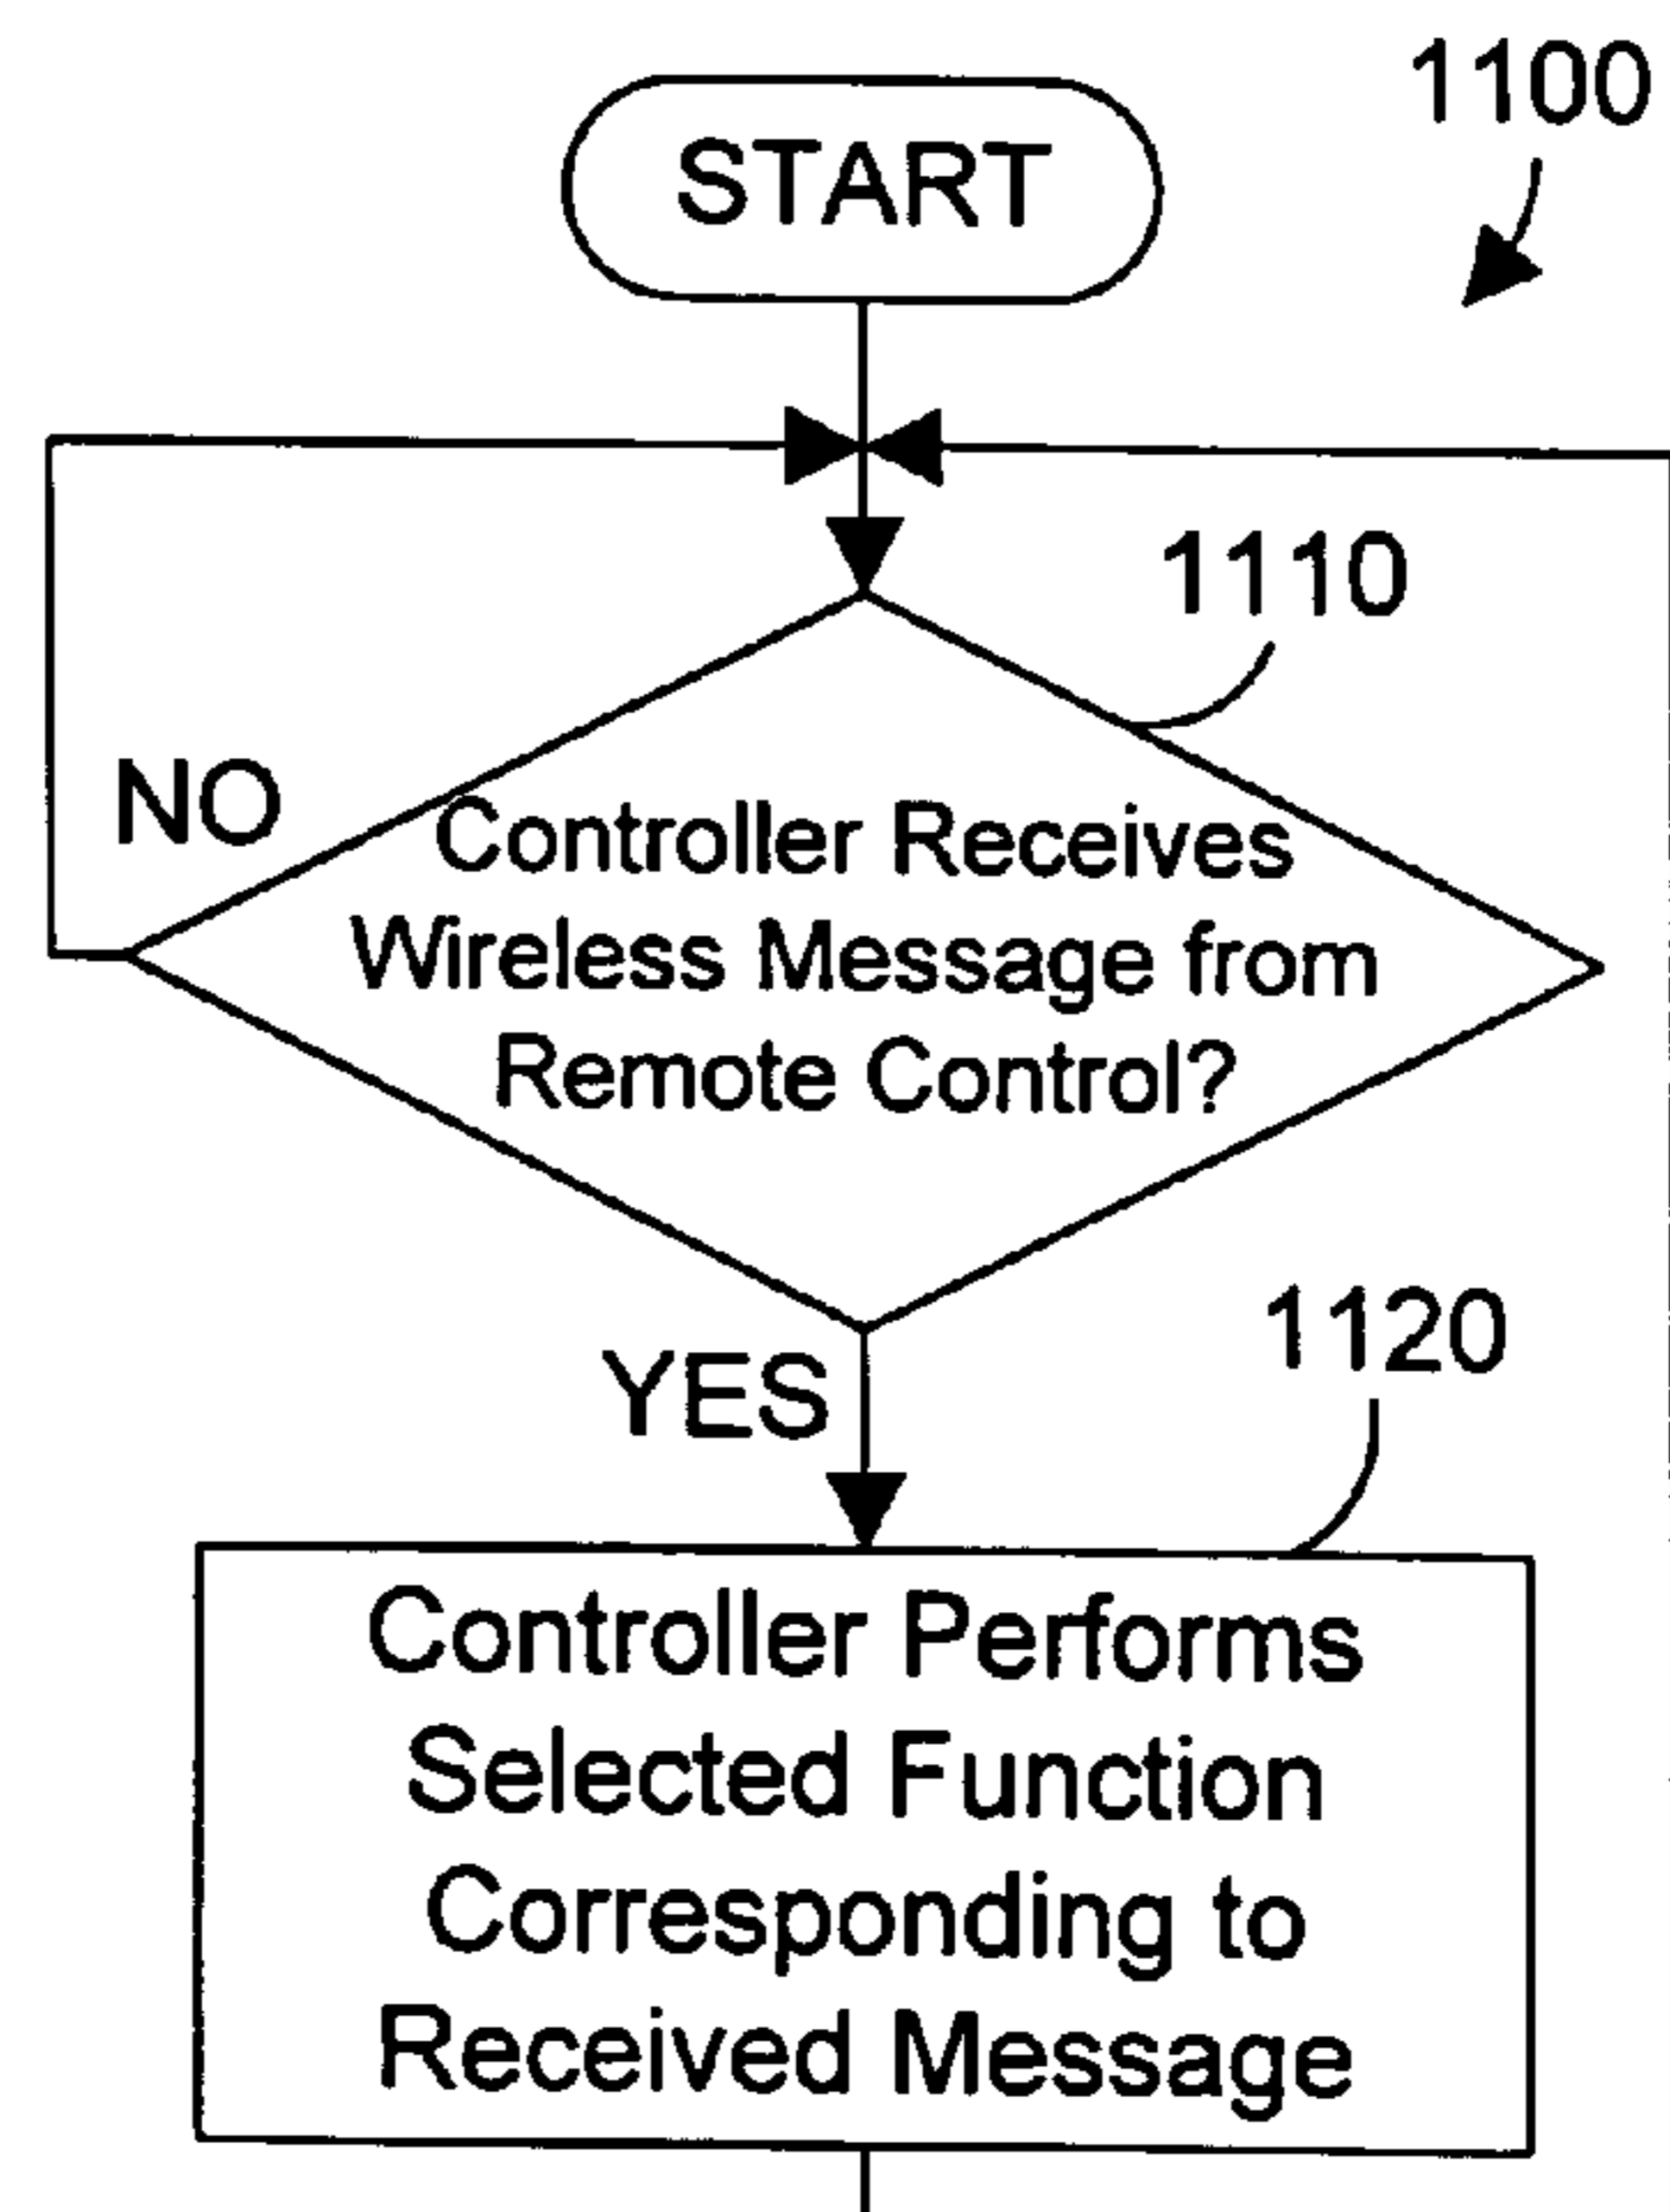 1100
START
1110
NO
Controller Receives
Wireless Message from
Remote Control?
1120
YES
Controller Performs
Selected Function
Corresponding to
Received Message